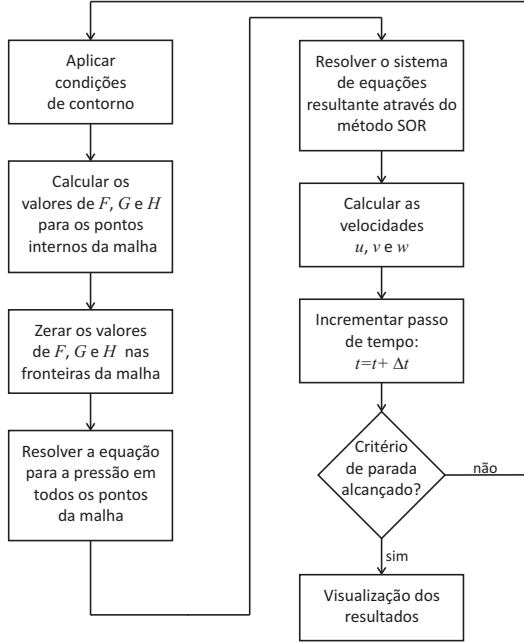 Aplicar
condições
de contorno
Calcular os
valores de F, G e H
para os pontos
internos da malha
Zerar os valores
de F, G e H nas
fronteiras da malha
Resolver a equação
para a pressão em
todos os pontos
da malha
Resolver o sistema
de equações
resultante através do
método SOR
Calcular as
velocidades
u, v e w
Incrementar passo
de tempo:
t=t+ Δt
Critério
de parada
alcançado?
não
sim
Visualização dos
resultados